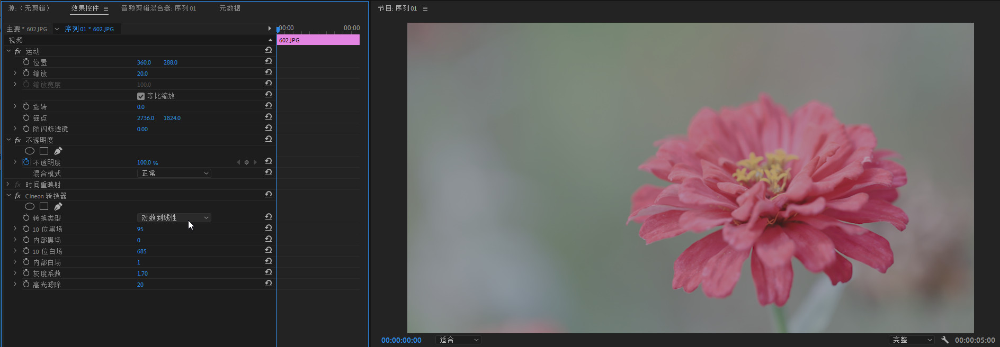 源:（无剪辑） 效果控件 音频剪辑混合器: 序列 01 元数据
主要 * 602.JPG 序列 01 * 602.JPG
:00:00 00:00
视频
602.JPG
fx 运动
位置 360.0 288.0
缩放 20.0
缩放宽度 100.0
等比缩放
旋转 0.0
锚点 2736.0 1824.0
防闪烁滤镜 0.00
fx 不透明度
不透明度 100.0 %
混合模式 正常
fx 时间重映射
fx Cineon 转换器
转换类型 对数到线性
10 位黑场 95
内部黑场 0
10 位白场 685
内部白场 1
灰度系数 1.70
高光滤除 20
节目: 序列 01
00:00:00:00 适合 完整 00:00:05:00